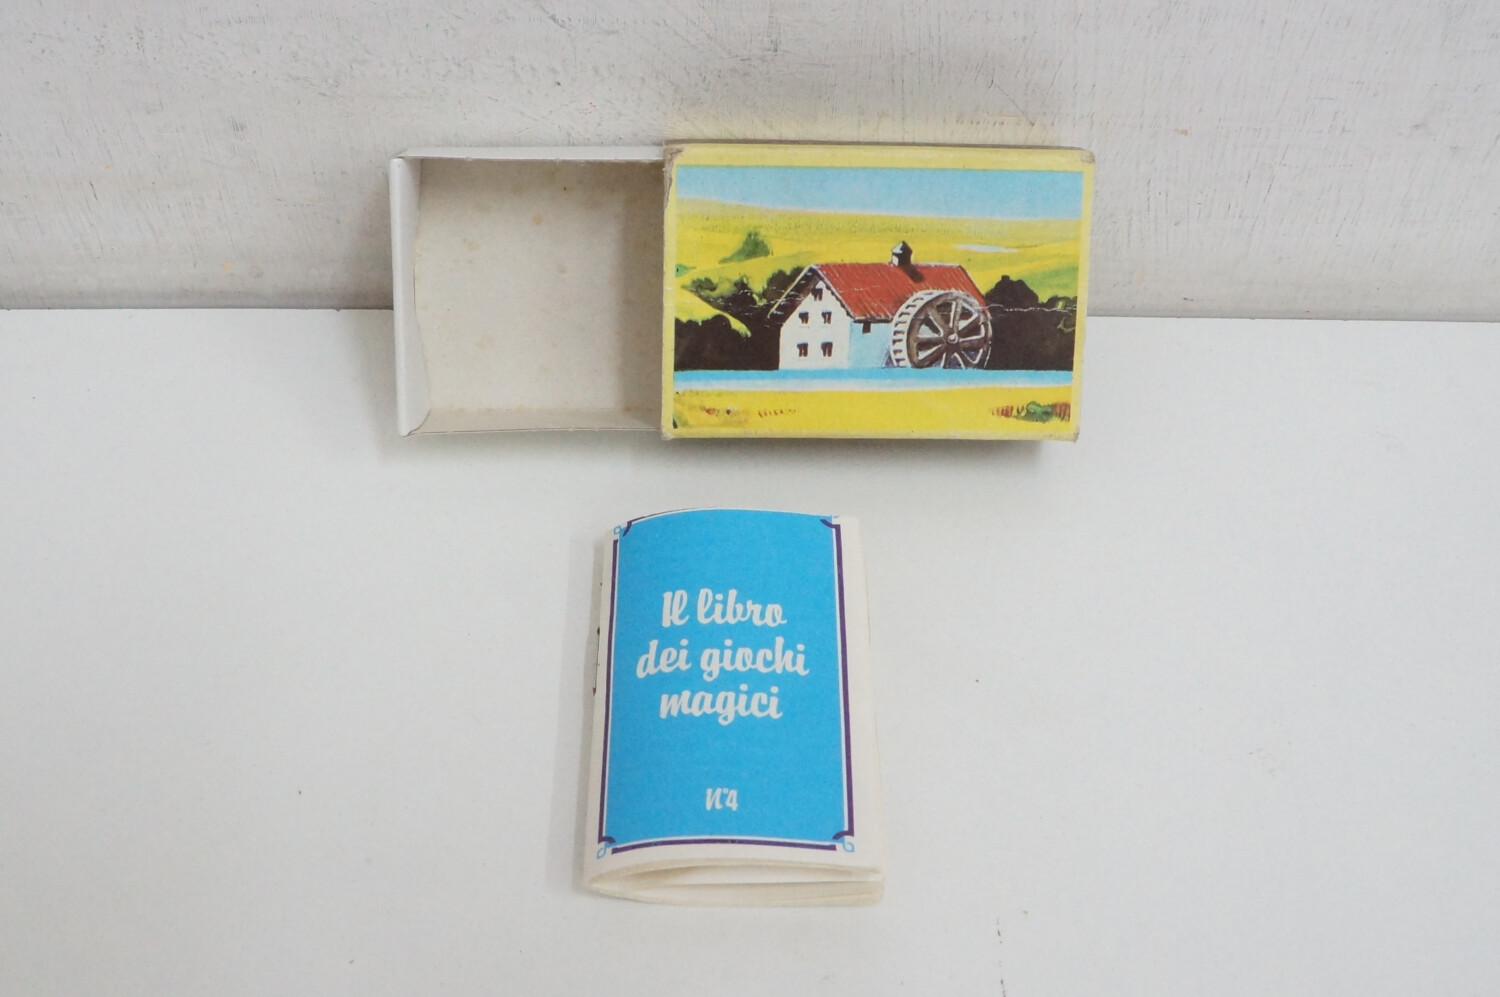 Il libro
dei giochi
magici
N°4